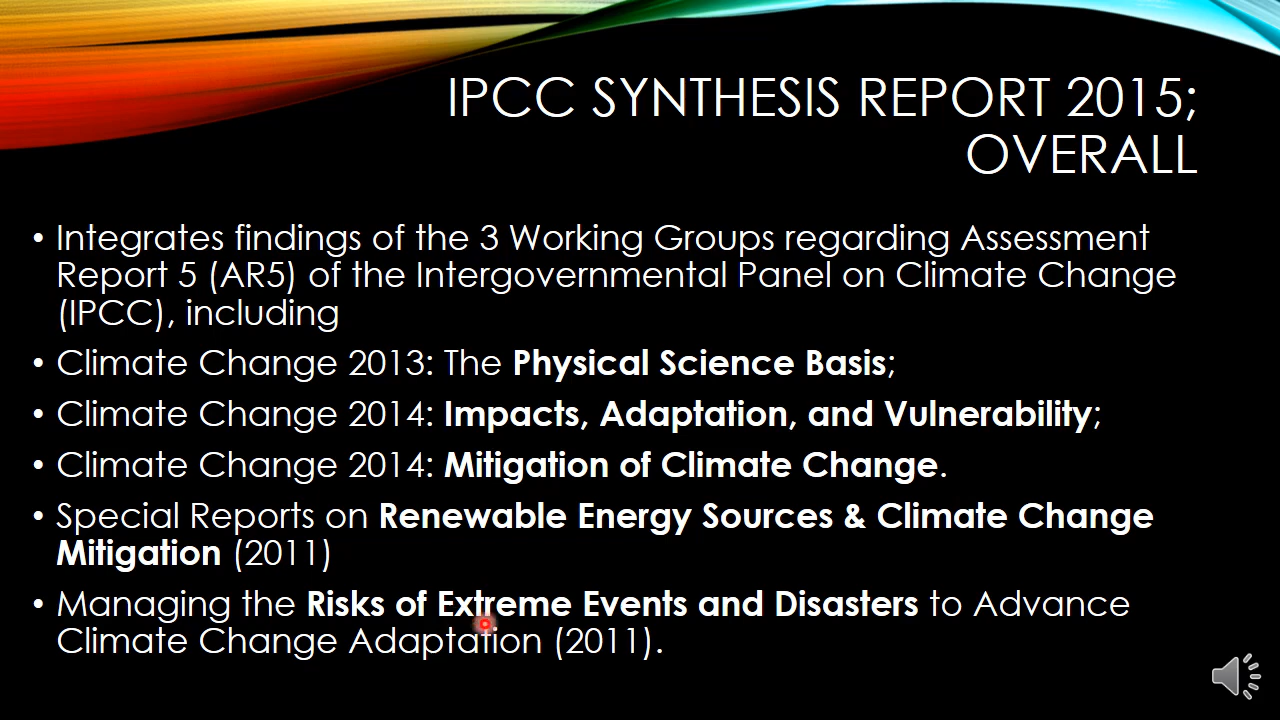 IPCC SYNTHESIS REPORT 2015;
OVERALL
• Integrates findings of the 3 Working Groups regarding Assessment
Report 5 (AR5) of the Intergovernmental Panel on Climate Change
(IPCC), including
• Climate Change 2013: The Physical Science Basis;
• Climate Change 2014: Impacts, Adaptation, and Vulnerability;
• Climate Change 2014: Mitigation of Climate Change.
• Special Reports on Renewable Energy Sources & Climate Change
Mitigation (2011)
• Managing the Risks of Extreme Events and Disasters to Advance
Climate Change Adaptation (2011).